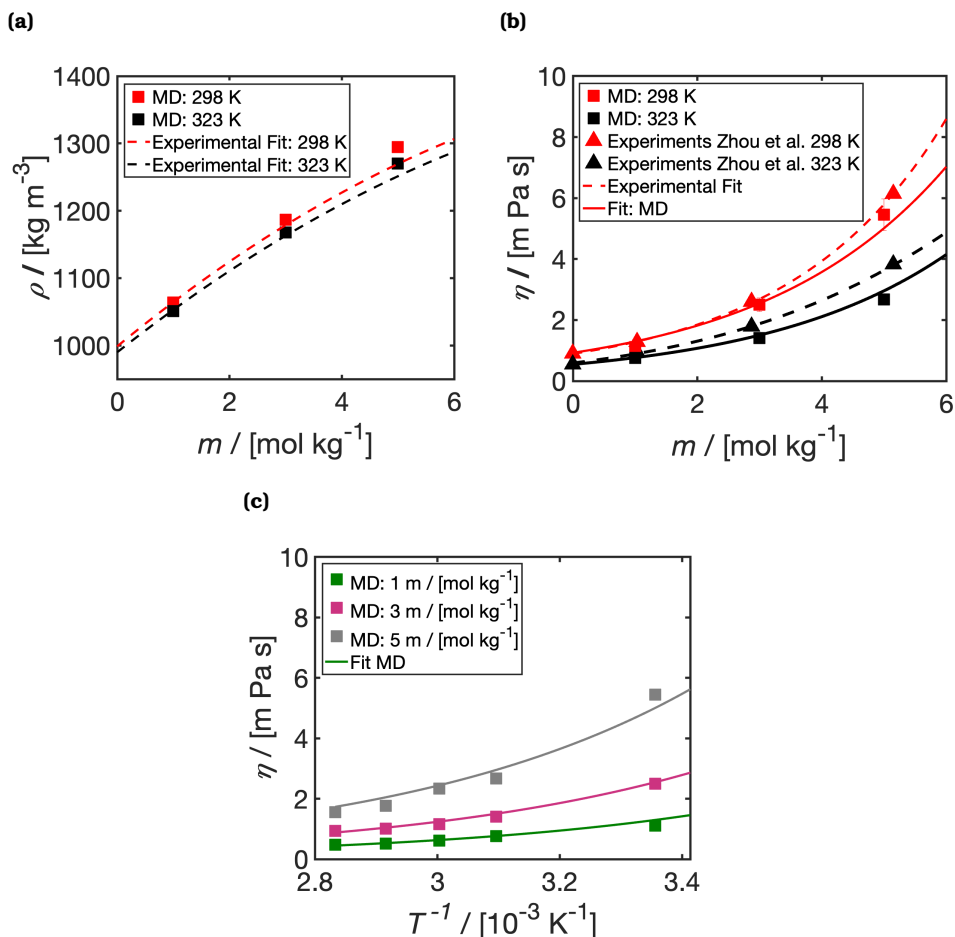 (a)
1400
1300
1200
1100
1000
ρ / [kg m⁻³]
MD: 298 K
MD: 323 K
Experimental Fit: 298 K
Experimental Fit: 323 K
0 2 4 6
m / [mol kg⁻¹]
(b)
10
8
6
4
2
0
η / [m Pa s]
MD: 298 K
MD: 323 K
Experiments Zhou et al. 298 K
Experiments Zhou et al. 323 K
Experimental Fit
Fit: MD
0 2 4 6
m / [mol kg⁻¹]
(c)
10
8
6
4
2
0
η / [m Pa s]
MD: 1 m / [mol kg⁻¹]
MD: 3 m / [mol kg⁻¹]
MD: 5 m / [mol kg⁻¹]
Fit MD
2.8 3 3.2 3.4
T⁻¹ / [10⁻³ K⁻¹]